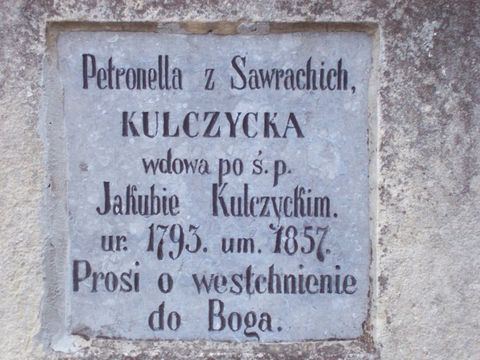 Petronella z Sawrachich,
KULCZYCKA
wdowa po ś.p.
Jakubie Kulczyckim.
ur. 1793. um. 1857.
Prosi o westchnienie
do Boga.